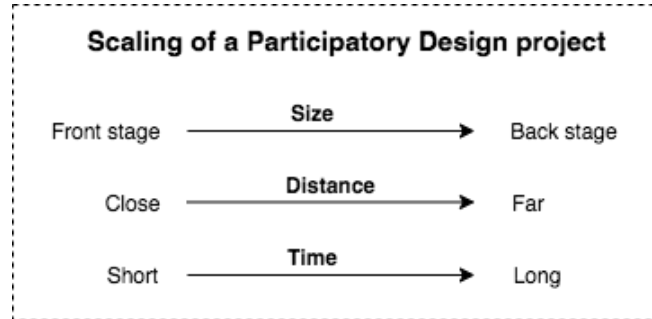 Scaling of a Participatory Design project
Size
Front stage Back stage
Distance
Close Far
Time
Short Long